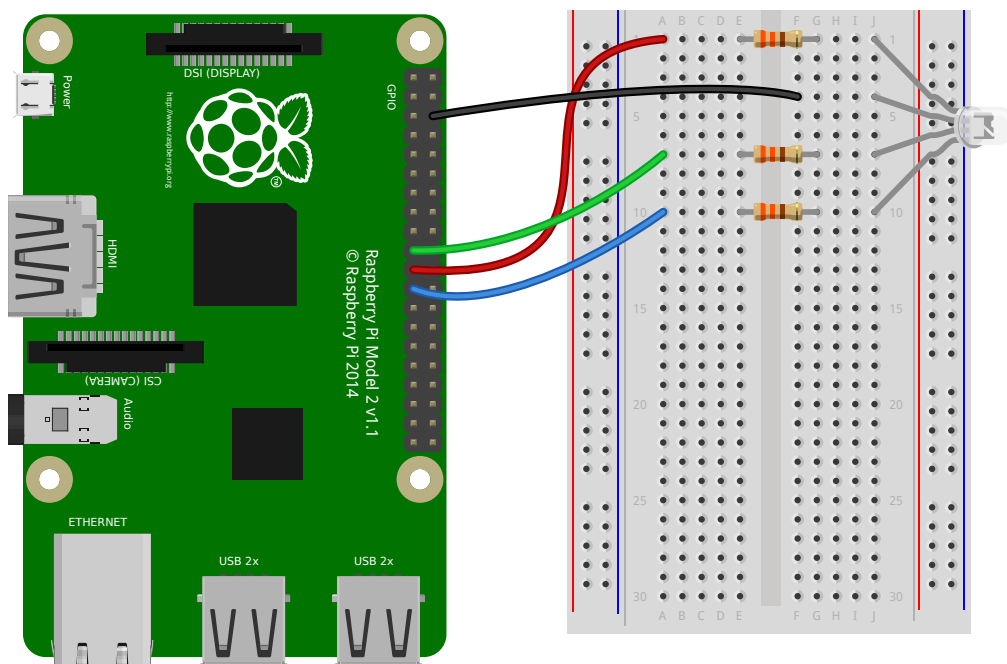 DSI (DISPLAY)
Power
http://www.raspberrypi.org
GPIO
TM
HDMI
Raspberry Pi Model 2 v1.1
© Raspberry Pi 2014
CSI (CAMERA)
Audio
ETHERNET
USB 2x
USB 2x
A B C D E F G H I J
1 1
5 5
10 10
15 15
20 20
25 25
30 30
A B C D E F G H I J